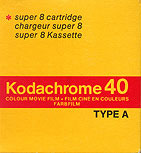 * super 8 cartridge
chargeur super 8
super 8 Kassette
Kodachrome 40
COLOUR MOVIE FILM • FILM CINE EN COULEURS
FARBFILM
TYPE A